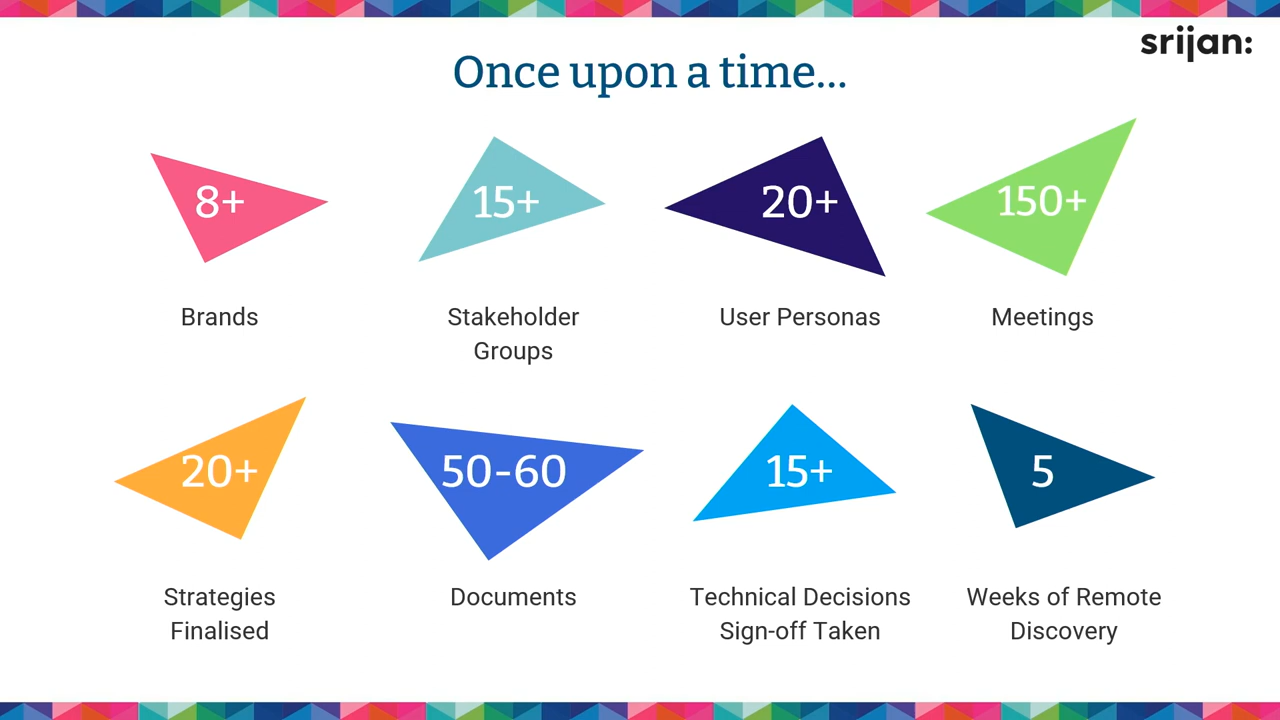 srijan:
Once upon a time...
8+
15+
20+
150+
Brands
Stakeholder
Groups
User Personas
Meetings
20+
50-60
15+
5
Strategies
Finalised
Documents
Technical Decisions
Sign-off Taken
Weeks of Remote
Discovery